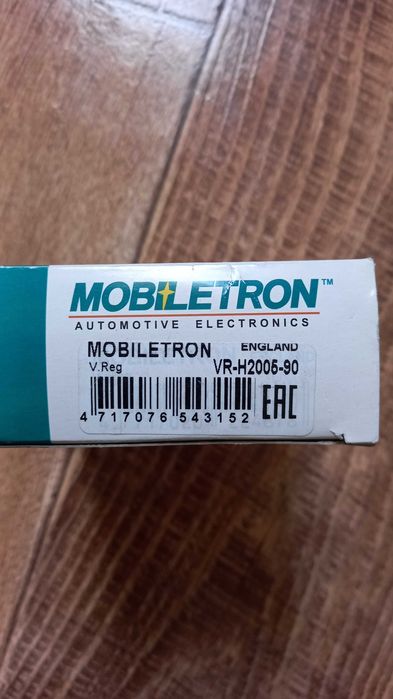 MOBILETRON™
AUTOMOTIVE ELECTRONICS
MOBILETRON ENGLAND
V.Reg VR-H2005-90
4 717076 543152
EAC